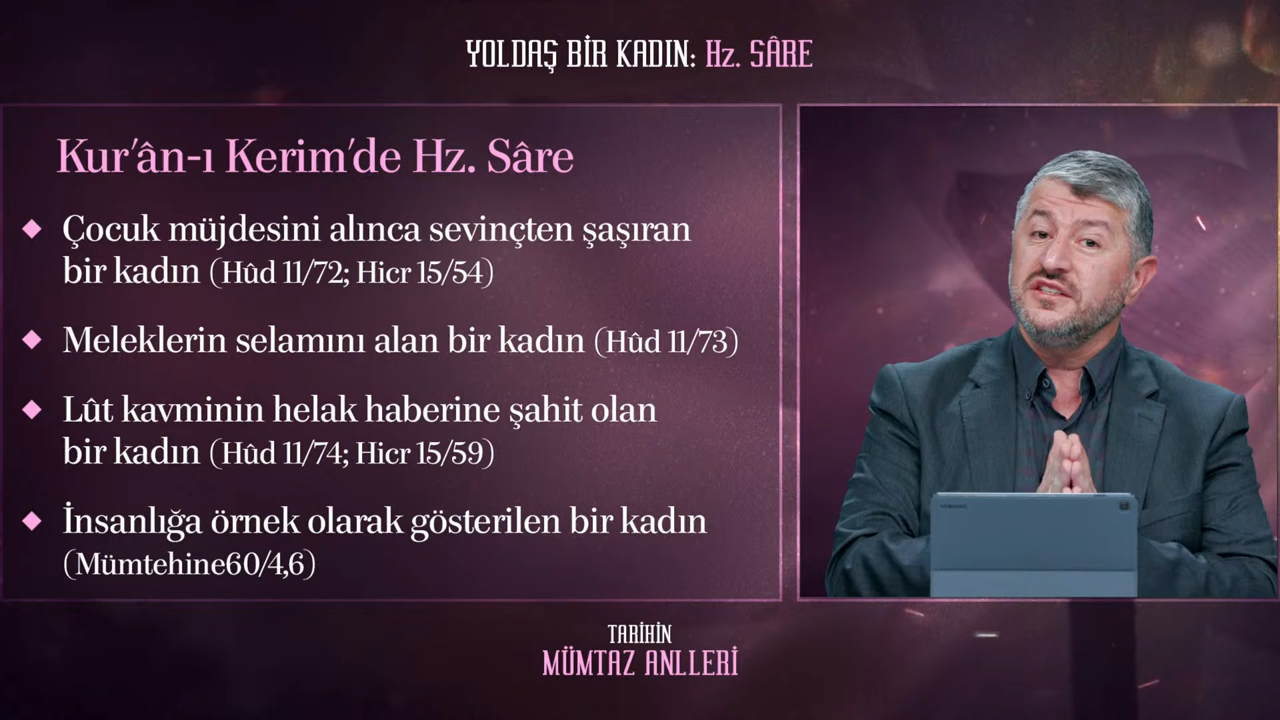 YOLDAŞ BİR KADIN: Hz. SÂRE
Kur'ân-ı Kerim'de Hz. Sâre
Çocuk müjdesini alınca sevinçten şaşıran
bir kadın (Hûd 11/72; Hicr 15/54)
Meleklerin selamını alan bir kadın (Hûd 11/73)
Lût kavminin helak haberine şahit olan
bir kadın (Hûd 11/74; Hicr 15/59)
İnsanlığa örnek olarak gösterilen bir kadın
(Mümtehine60/4,6)
SAMSUNG
TARİHİN
MÜMTAZ ANLLERİ